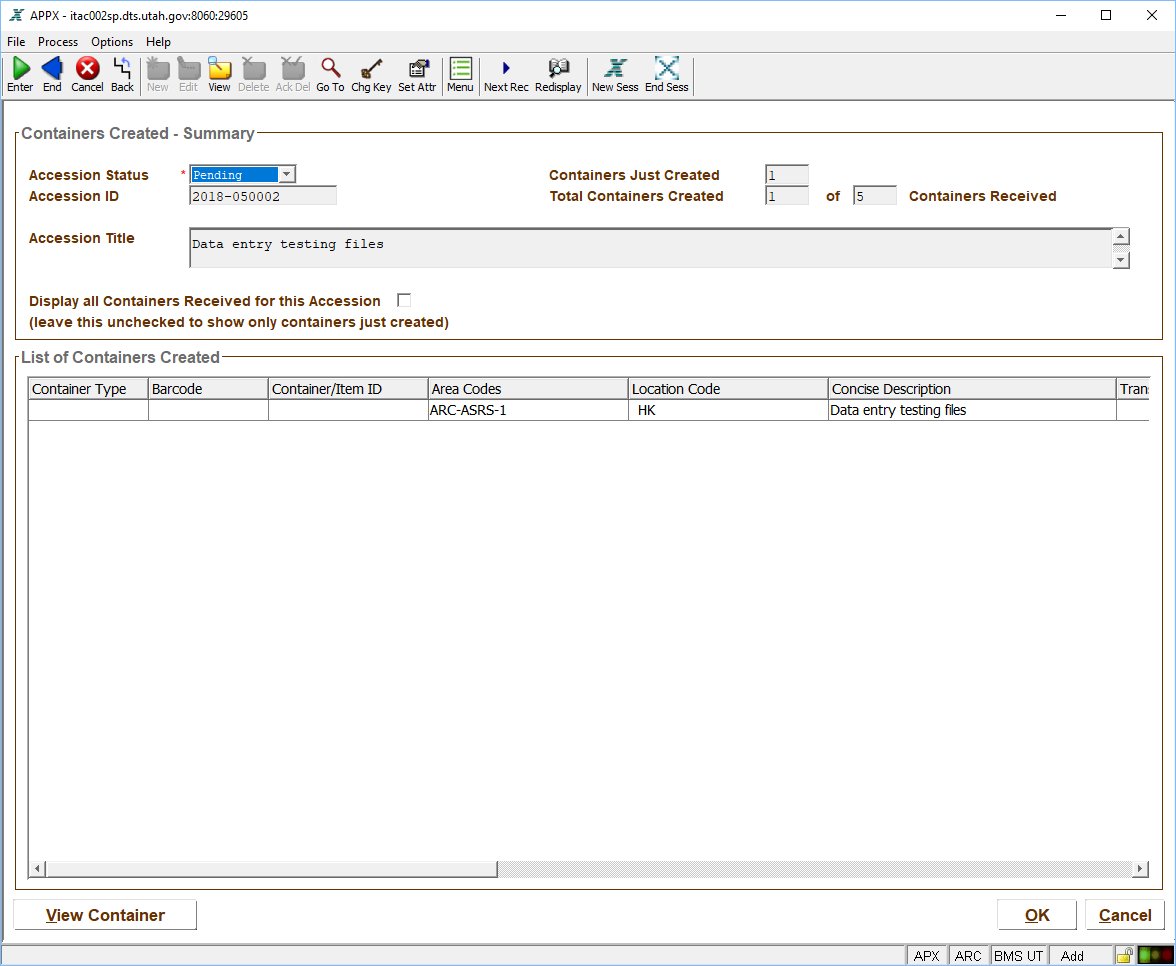 APPX - itac002sp.dts.utah.gov:8060:29605
File Process Options Help
Enter End Cancel Back New Edit View Delete Ack Del Go To Chg Key Set Attr Menu Next Rec Redisplay New Sess End Sess
Containers Created - Summary
Accession Status * Pending Containers Just Created 1
Accession ID 2018-050002 Total Containers Created 1 of 5 Containers Received
Accession Title Data entry testing files
Display all Containers Received for this Accession
(leave this unchecked to show only containers just created)
List of Containers Created
Container Type Barcode Container/Item ID Area Codes Location Code Concise Description Trans
ARC-ASRS-1 HK Data entry testing files
View Container OK Cancel
APX ARC BMS UT Add